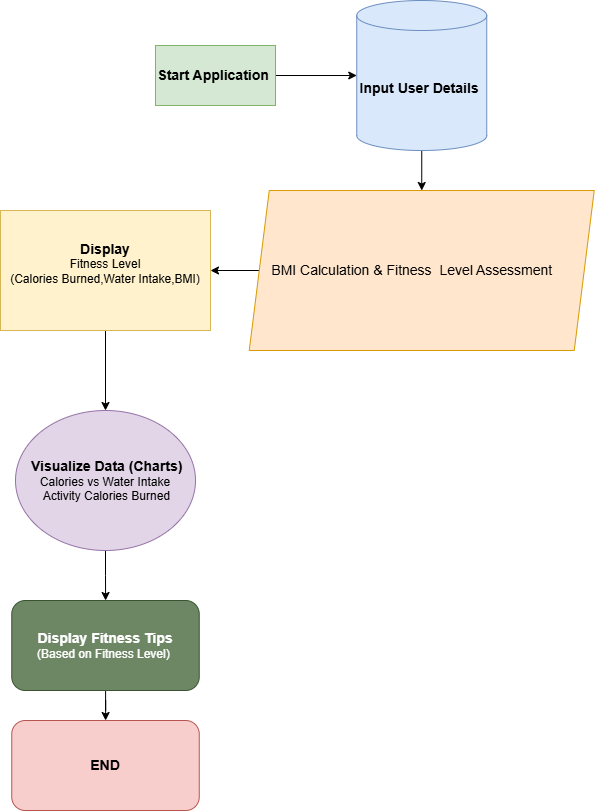 Start Application
Input User Details
BMI Calculation & Fitness  Level Assessment
Display
Fitness Level
(Calories Burned,Water Intake,BMI)
Visualize Data (Charts)
Calories vs Water Intake
Activity Calories Burned
Display Fitness Tips
(Based on Fitness Level)
END